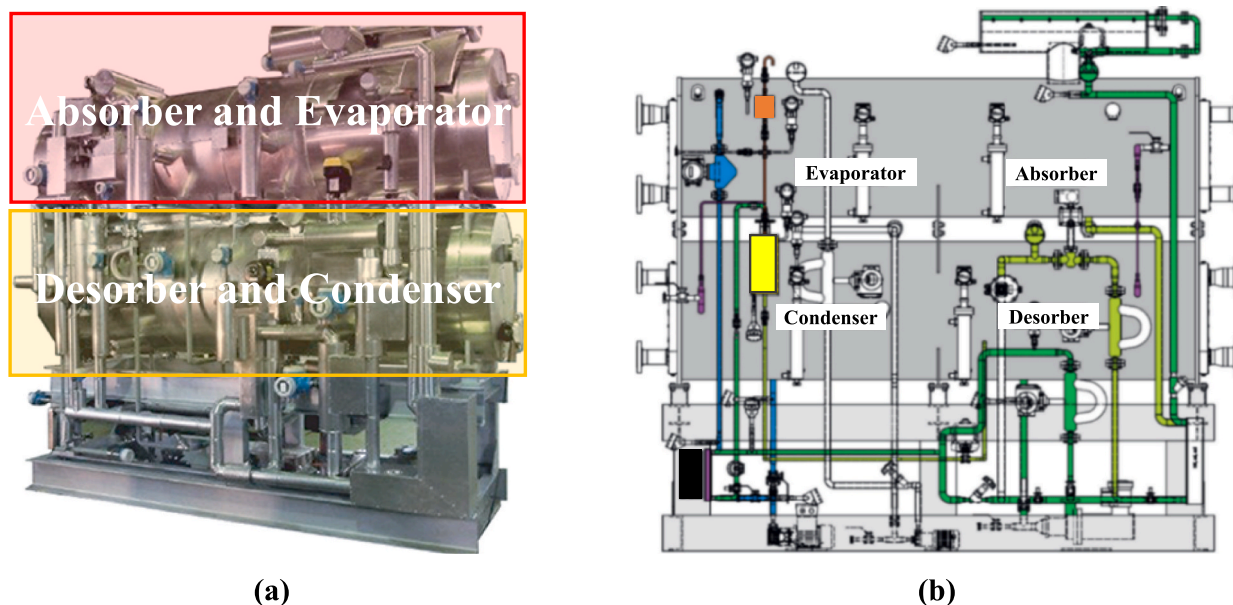 Absorber and Evaporator
Desorber and Condenser
Evaporator
Absorber
Condenser
Desorber
(a)
(b)